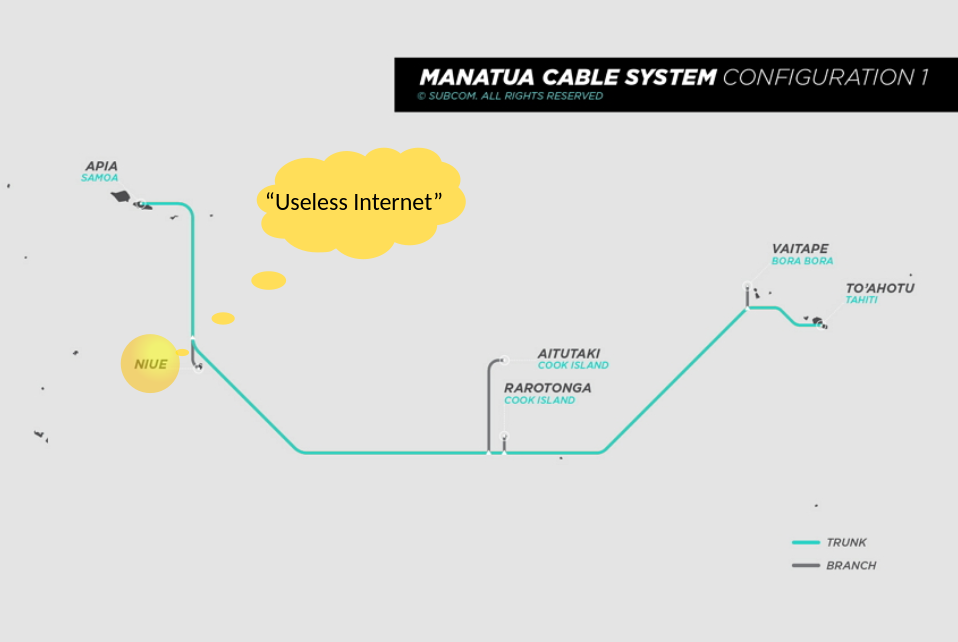 MANATUA CABLE SYSTEM CONFIGURATION 1
© SUBCOM. ALL RIGHTS RESERVED
APIA
SAMOA
“Useless Internet”
VAITAPE
BORA BORA
TO'AHOTU
TAHITI
NIUE
AITUTAKI
COOK ISLAND
RAROTONGA
COOK ISLAND
TRUNK
BRANCH